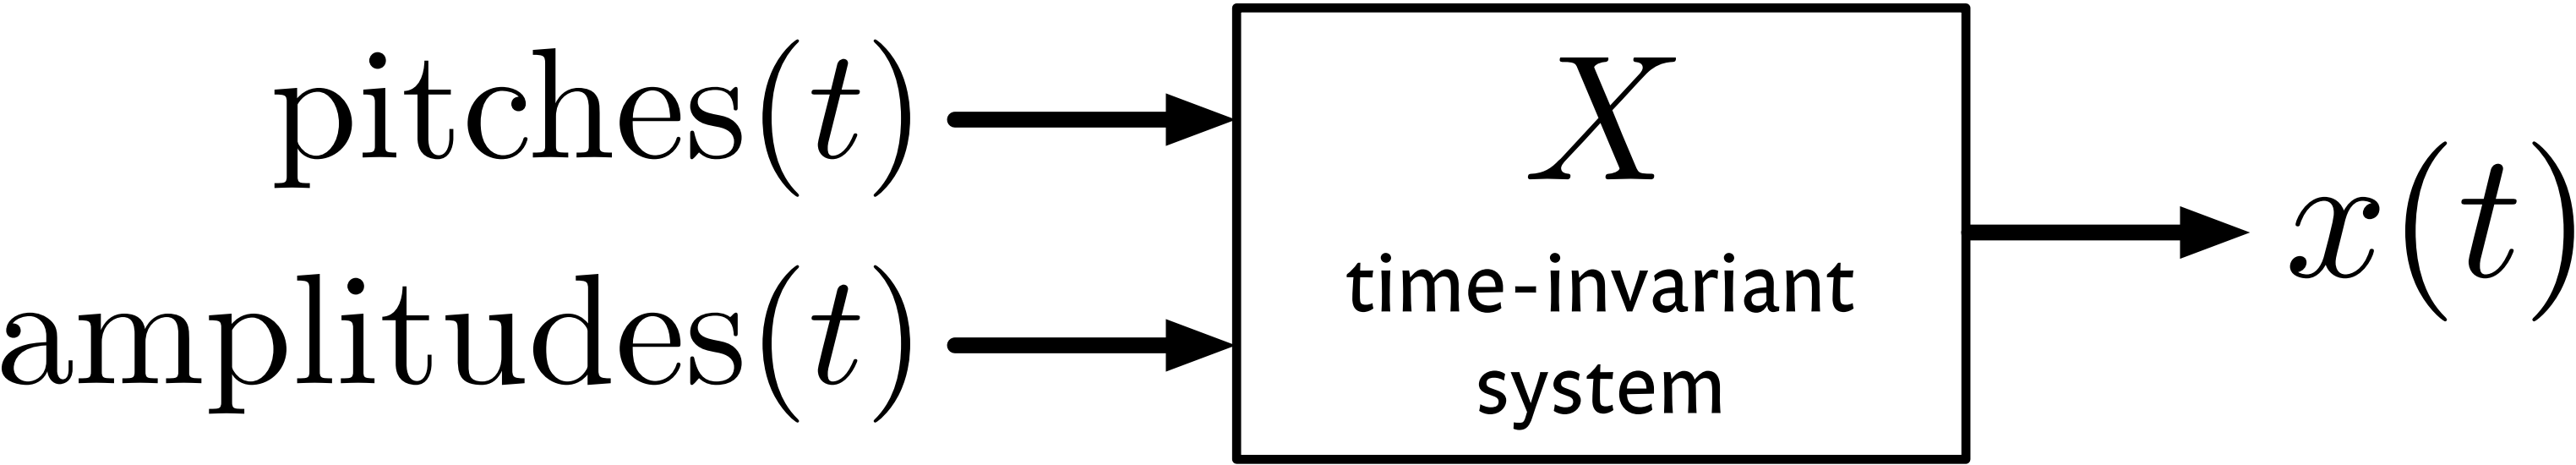 pitches(t)
amplitudes(t)
X
time-invariant
system
x(t)